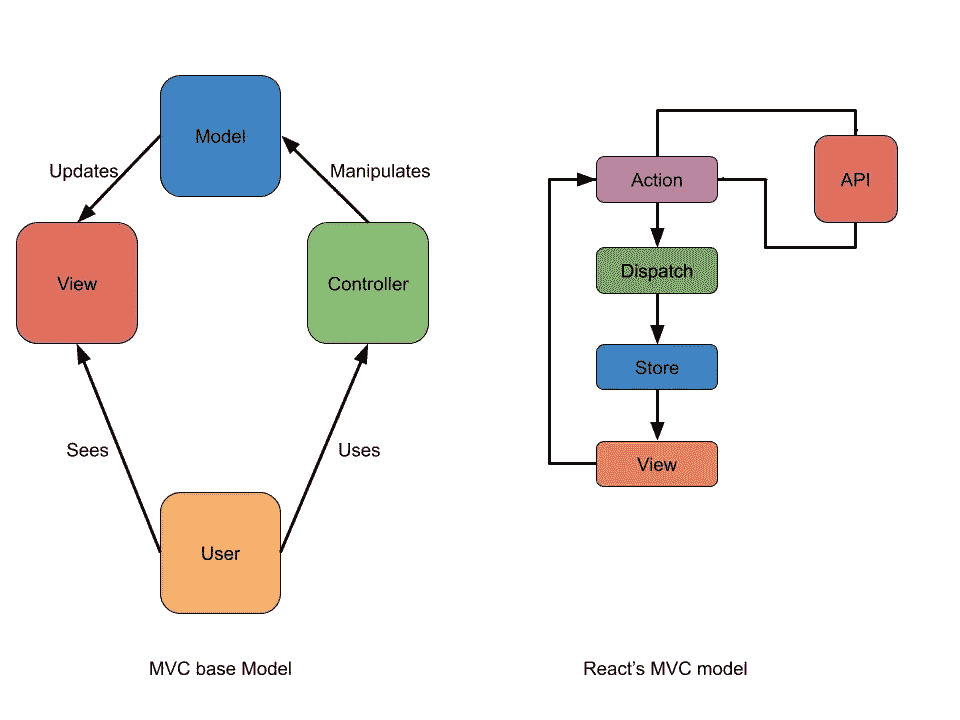 Model
Updates
Manipulates
View
Controller
Sees
Uses
User
MVC base Model
Action
API
Dispatch
Store
View
React's MVC model